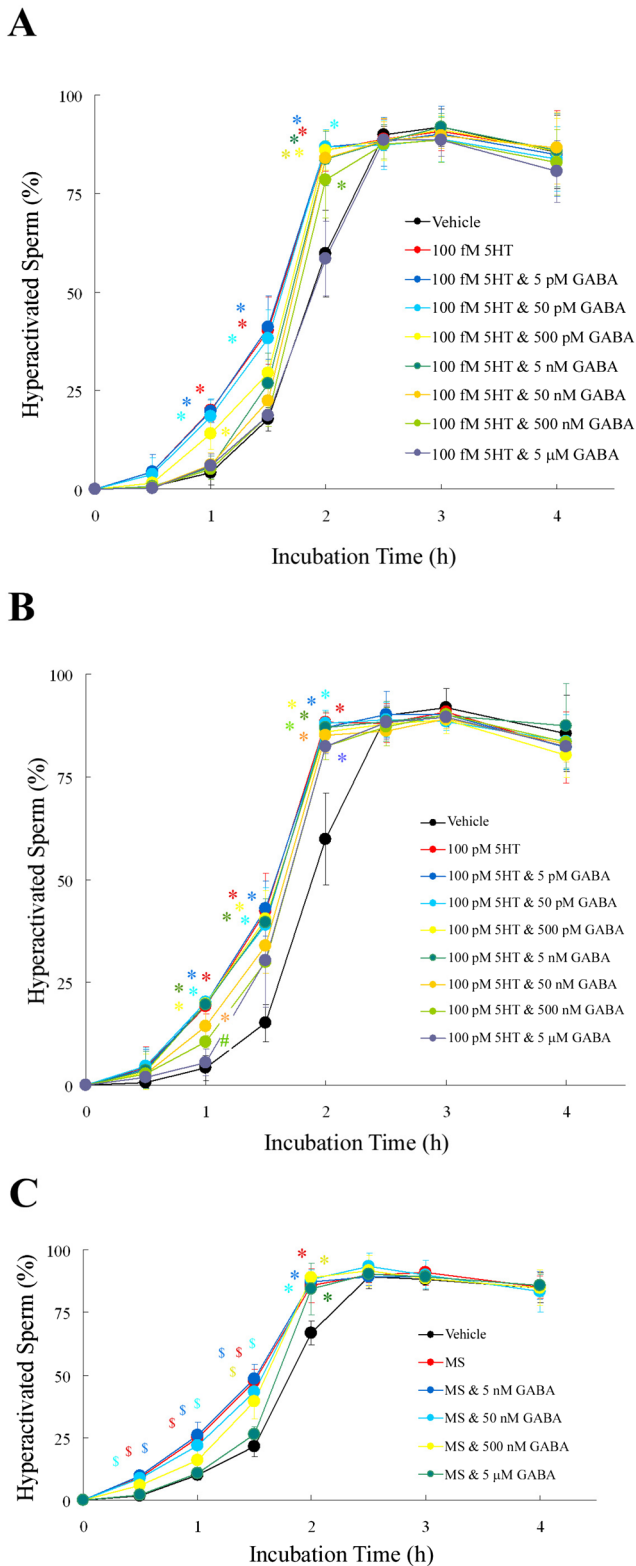 A
100
75
50
25
0
Hyperactivated Sperm (%)
* * * * * * *
* * *
* * * *
Vehicle
100 fM 5HT
100 fM 5HT & 5 pM GABA
100 fM 5HT & 50 pM GABA
100 fM 5HT & 500 pM GABA
100 fM 5HT & 5 nM GABA
100 fM 5HT & 50 nM GABA
100 fM 5HT & 500 nM GABA
100 fM 5HT & 5 μM GABA
0 1 2 3 4
Incubation Time (h)
B
100
75
50
25
0
Hyperactivated Sperm (%)
* * * * * * * *
* * * * *
* * * * *
*
#
Vehicle
100 pM 5HT
100 pM 5HT & 5 pM GABA
100 pM 5HT & 50 pM GABA
100 pM 5HT & 500 pM GABA
100 pM 5HT & 5 nM GABA
100 pM 5HT & 50 nM GABA
100 pM 5HT & 500 nM GABA
100 pM 5HT & 5 μM GABA
0 1 2 3 4
Incubation Time (h)
C
100
75
50
25
0
Hyperactivated Sperm (%)
* * * * *
$ $ $ $
$ $ $
$ $ $
Vehicle
MS
MS & 5 nM GABA
MS & 50 nM GABA
MS & 500 nM GABA
MS & 5 μM GABA
0 1 2 3 4
Incubation Time (h)